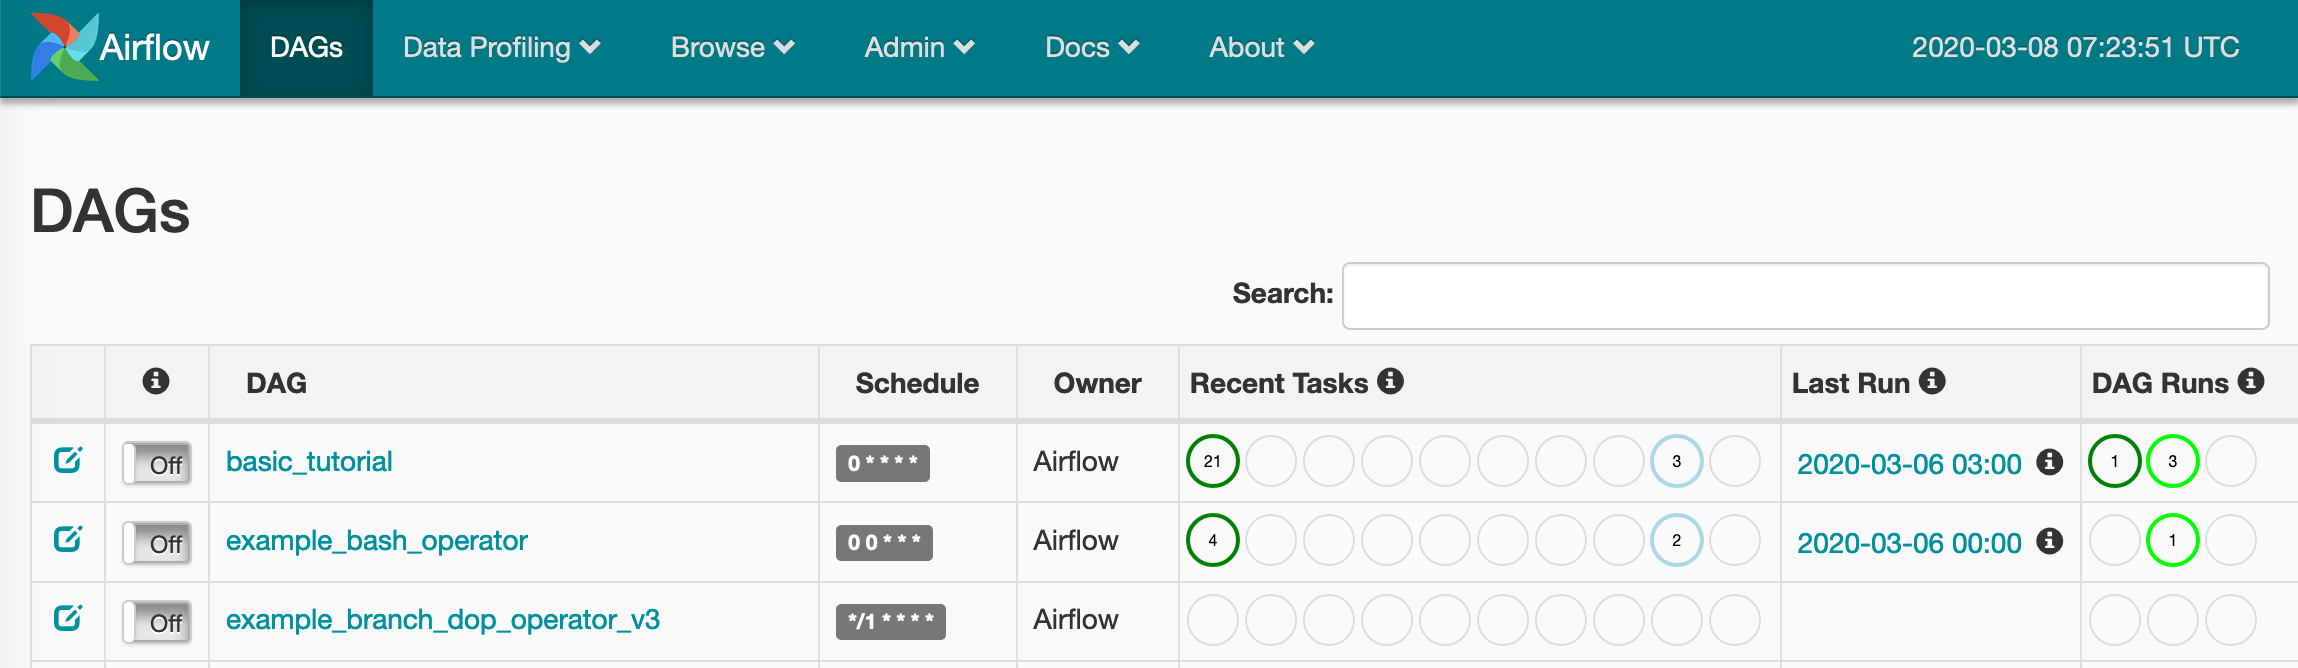 Airflow DAGs Data Profiling Browse Admin Docs About 2020-03-08 07:23:51 UTC
DAGs
Search:
DAG Schedule Owner Recent Tasks Last Run DAG Runs
Off basic_tutorial 0 * * * * Airflow 21 3 2020-03-06 03:00 1 3
Off example_bash_operator 0 0 * * * Airflow 4 2 2020-03-06 00:00 1
Off example_branch_dop_operator_v3 */1 * * * * Airflow